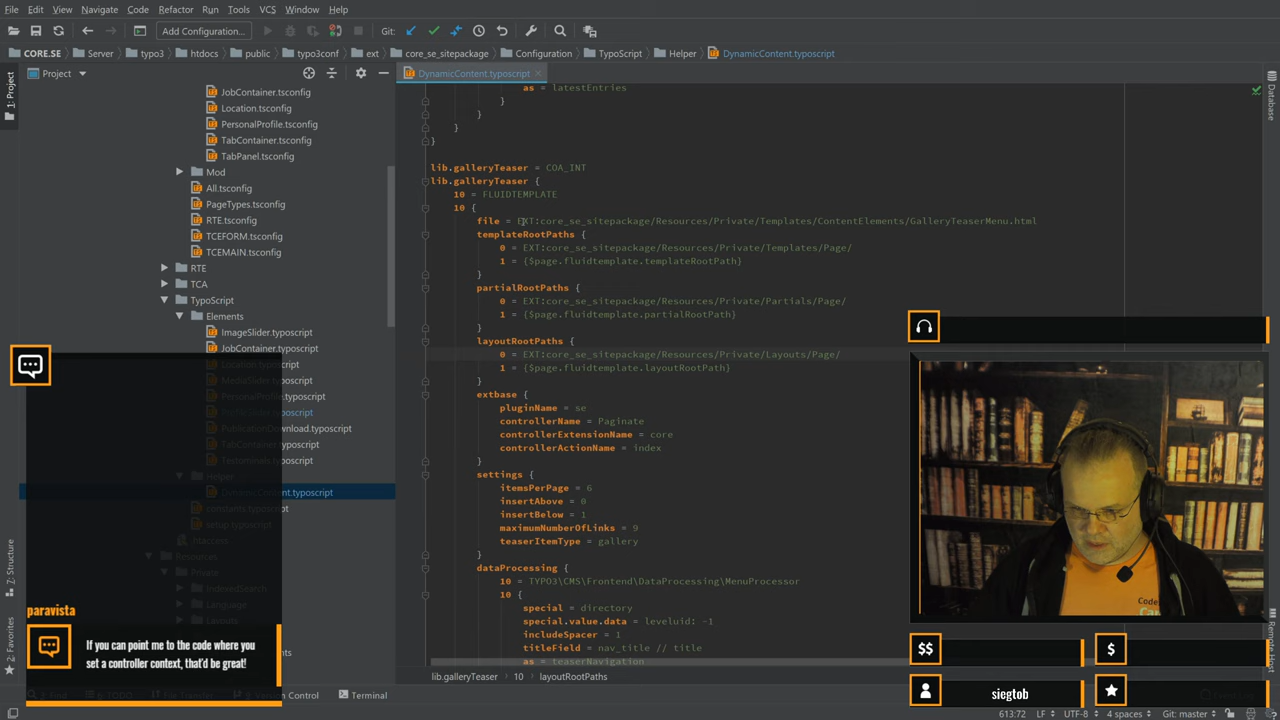 File Edit View Navigate Code Refactor Run Tools VCS Window Help
Add Configuration... Git:
CORE.SE Server typo3 htdocs public typo3conf ext core_se_sitepackage Configuration TypoScript Helper DynamicContent.typoscript
1: Project
Project
DynamicContent.typoscript
Database
JobContainer.tsconfig
Location.tsconfig
PersonalProfile.tsconfig
TabContainer.tsconfig
TabPanel.tsconfig
Mod
All.tsconfig
PageTypes.tsconfig
RTE.tsconfig
TCEFORM.tsconfig
TCEMAIN.tsconfig
RTE
TCA
TypoScript
Elements
ImageSlider.typoscript
JobContainer.typoscript
Location.typoscript
MediaSlider.typoscript
PersonalProfile.typoscript
PublicationDownload.typoscript
TabContainer.typoscript
Textominals.typoscript
Helper
DynamicContent.typoscript
constants.typoscript
setup.typoscript
.htaccess
Resources
Private
IndexedSearch
Language
Layouts
as = latestEntries
}
}
}
}
lib.galleryTeaser = COA_INT
lib.galleryTeaser {
10 = FLUIDTEMPLATE
10 {
file = EXT:core_se_sitepackage/Resources/Private/Templates/ContentElements/GalleryTeaserMenu.html
templateRootPaths {
0 = EXT:core_se_sitepackage/Resources/Private/Templates/Page/
1 = {$page.fluidtemplate.templateRootPath}
}
partialRootPaths {
0 = EXT:core_se_sitepackage/Resources/Private/Partials/Page/
1 = {$page.fluidtemplate.partialRootPath}
}
layoutRootPaths {
0 = EXT:core_se_sitepackage/Resources/Private/Layouts/Page/
1 = {$page.fluidtemplate.layoutRootPath}
}
extbase {
pluginName = se
controllerName = Paginate
controllerExtensionName = core
controllerActionName = index
}
settings {
itemsPerPage = 6
insertAbove = 0
insertBelow = 1
maximumNumberOfLinks = 9
teaserItemType = gallery
}
dataProcessing {
10 = TYPO3\CMS\Frontend\DataProcessing\MenuProcessor
10 {
special = directory
special.value.data = leveluid: -1
includeSpacer = 1
titleField = nav_title // title
as = teaserNavigation
lib.galleryTeaser 10 layoutRootPaths
Z: Structure
2: Favorites
Remote Host
paravista
If you can point me to the code where you
set a controller context, that'd be great!
Version Control Terminal
$$
$
siegtob
613:72 LF UTF-8 4 spaces Git: master